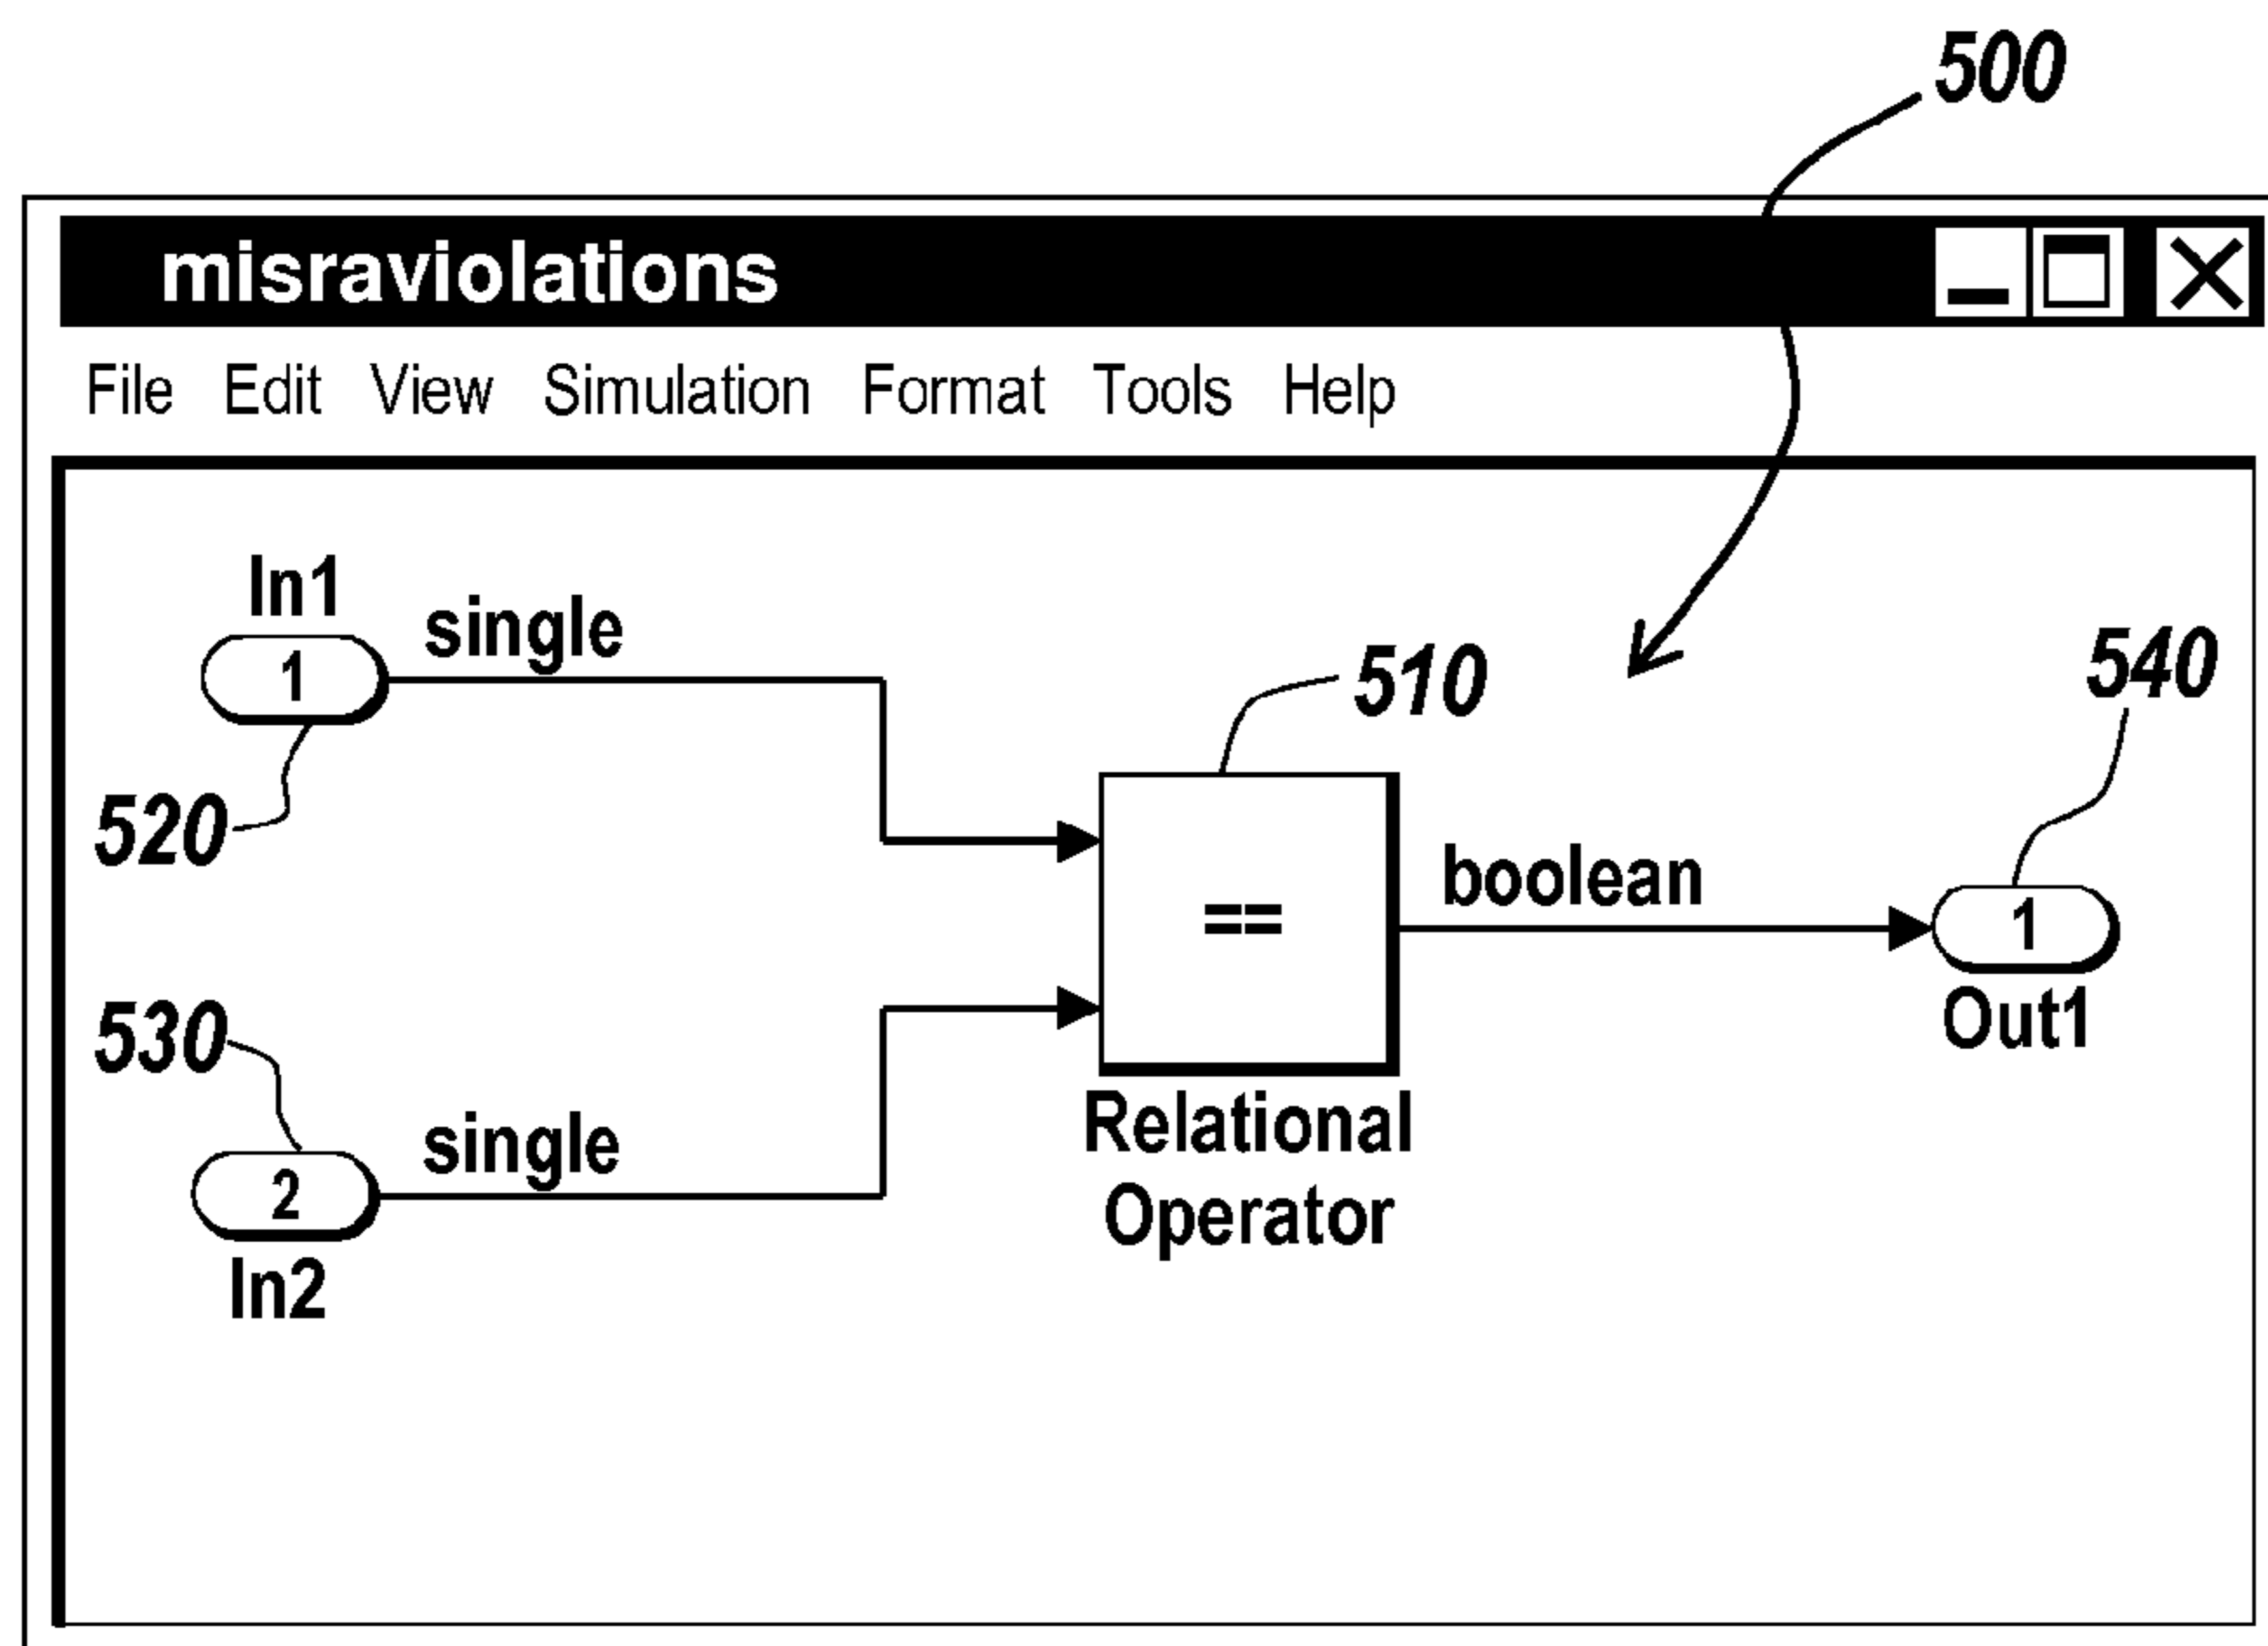 500
misraviolations
File Edit View Simulation Format Tools Help
In1
single
1
520
510
540
==
boolean
1
Out1
530
single
2
In2
Relational
Operator